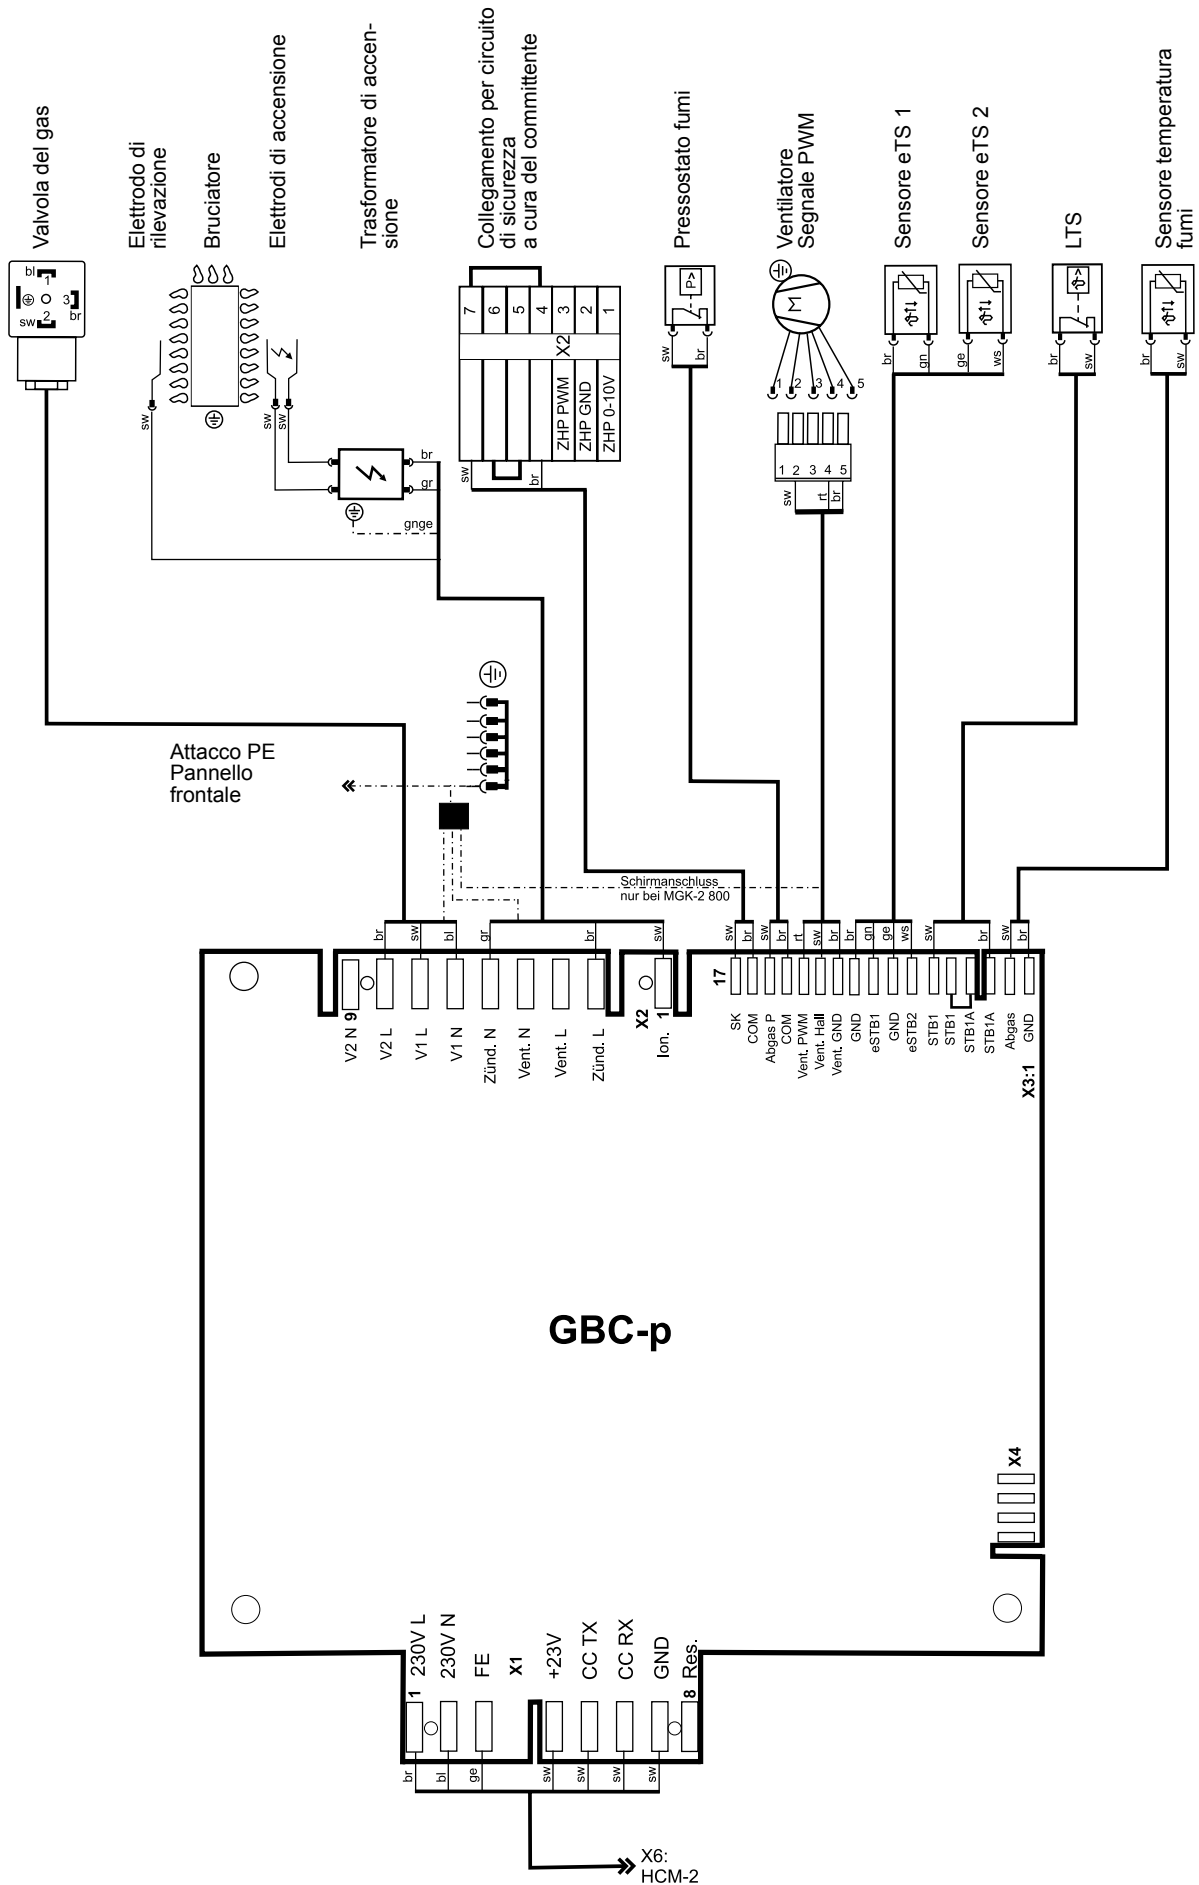 Valvola del gas
Elettrodo di
rilevazione
Bruciatore
Elettrodi di accensione
Trasformatore di accen-
sione
Collegamento per circuito
di sicurezza
a cura del committente
Pressostato fumi
Ventilatore
Segnale PWM
Sensore eTS 1
Sensore eTS 2
LTS
Sensore temperatura
fumi
bl
1
3
2
sw
br
sw
sw
sw
br
gr
gnge
7
6
5
4
3
2
1
X2
ZHP PWM
ZHP GND
ZHP 0-10V
sw
br
P>
sw
br
Σ
1
2
3
4
5
1
2
3
4
5
sw
rt
br
br
gn
ge
ws
br
sw
br
sw
Attacco PE
Pannello
frontale
Schirmanschluss
nur bei MGK-2 800
br
sw
bl
gr
br
sw
sw
br
sw
br
rt
sw
br
br
gn
ge
ws
sw
br
sw
br
V2 N 9
V2 L
V1 L
V1 N
Zünd. N
Vent. N
Vent. L
Zünd. L
X2
Ion. 1
17
SK
COM
Abgas P
COM
Vent. PWM
Vent. Hall
Vent. GND
GND
eSTB1
GND
eSTB2
STB1
STB1
STB1A
STB1A
Abgas
GND
X3:1
GBC-p
X4
1
230V L
230V N
FE
X1
+23V
CC TX
CC RX
GND
8
Res.
br
bl
ge
sw
sw
sw
sw
X6:
HCM-2